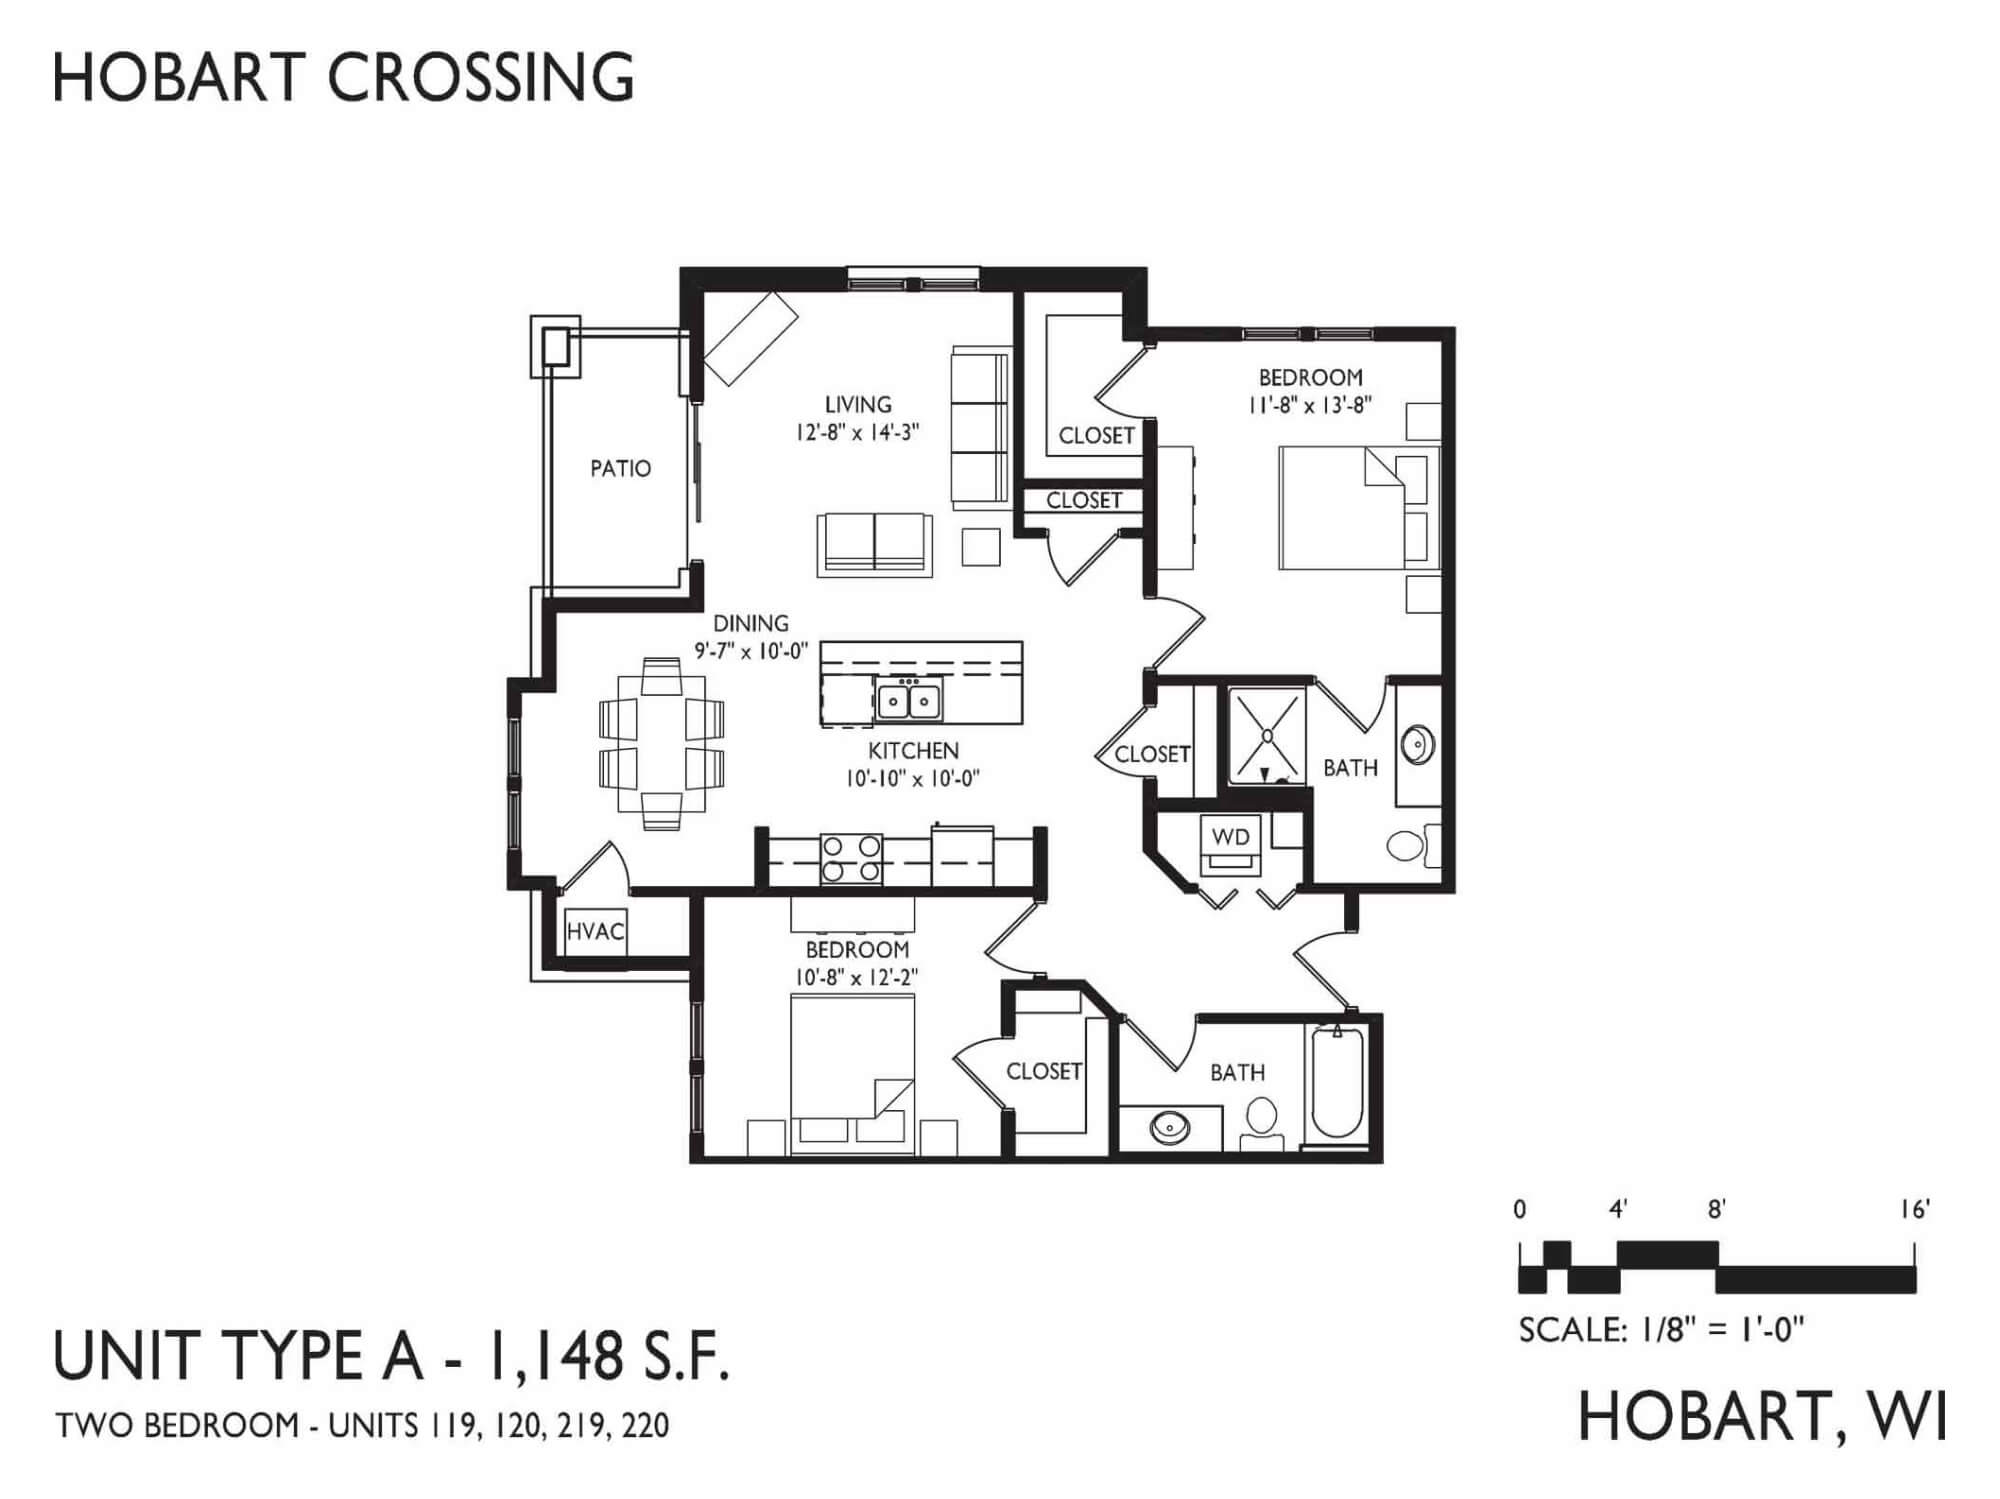 HOBART CROSSING
LIVING
12'-8" x 14'-3"
BEDROOM
11'-8" x 13'-8"
CLOSET
PATIO
CLOSET
DINING
9'-7" x 10'-0"
KITCHEN
10'-10" x 10'-0"
CLOSET
BATH
WD
HVAC
BEDROOM
10'-8" x 12'-2"
CLOSET
BATH
0 4' 8' 16'
SCALE: 1/8" = 1'-0"
UNIT TYPE A - 1,148 S.F.
TWO BEDROOM - UNITS 119, 120, 219, 220
HOBART, WI